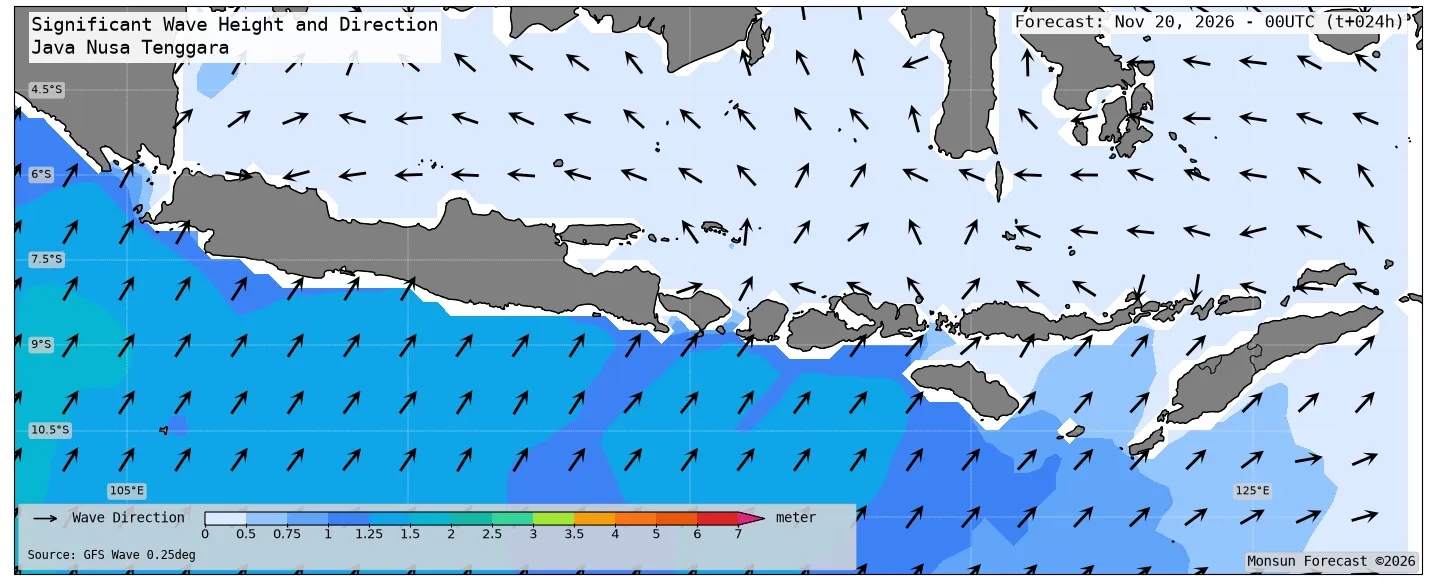 Significant Wave Height and Direction
Java Nusa Tenggara
Forecast: Nov 20, 2026 - 00UTC (t+024h)
4.5°S
6°S
7.5°S
9°S
10.5°S
105°E
125°E
Wave Direction
0 0.5 0.75 1 1.25 1.5 2 2.5 3 3.5 4 5 6 7
meter
Source: GFS Wave 0.25deg
Monsun Forecast ©2026